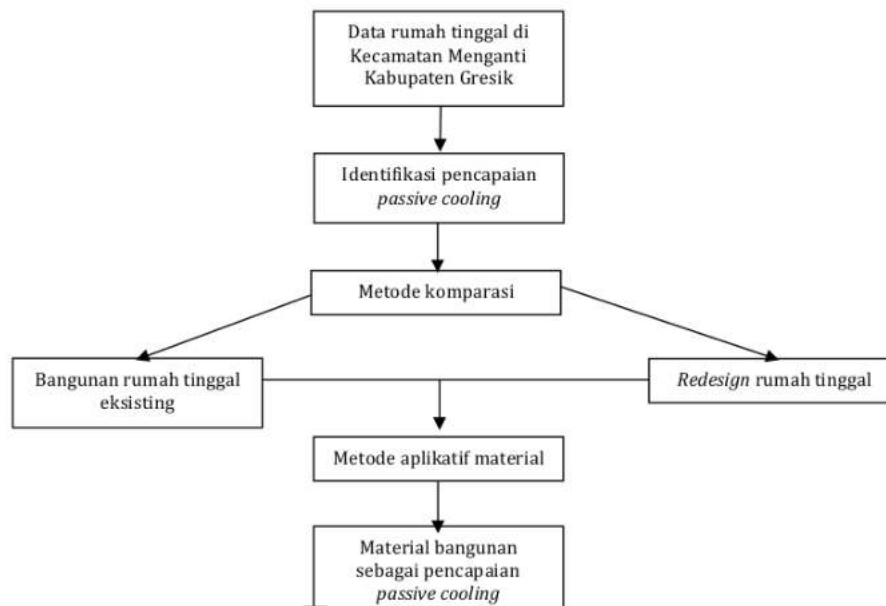 Data rumah tinggal di
Kecamatan Menganti
Kabupaten Gresik
Identifikasi pencapaian
passive cooling
Metode komparasi
Bangunan rumah tinggal
eksisting
Redesign rumah tinggal
Metode aplikatif material
Material bangunan
sebagai pencapaian
passive cooling